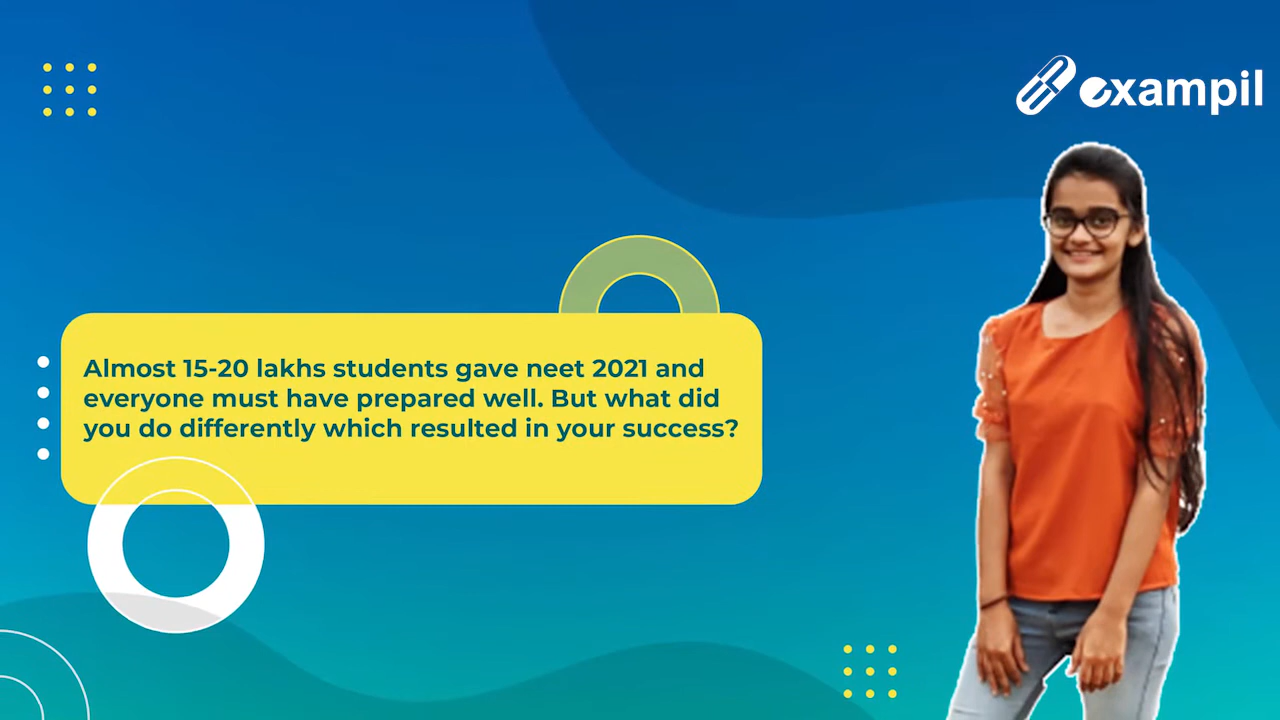 exampil
Almost 15-20 lakhs students gave neet 2021 and
everyone must have prepared well. But what did
you do differently which resulted in your success?